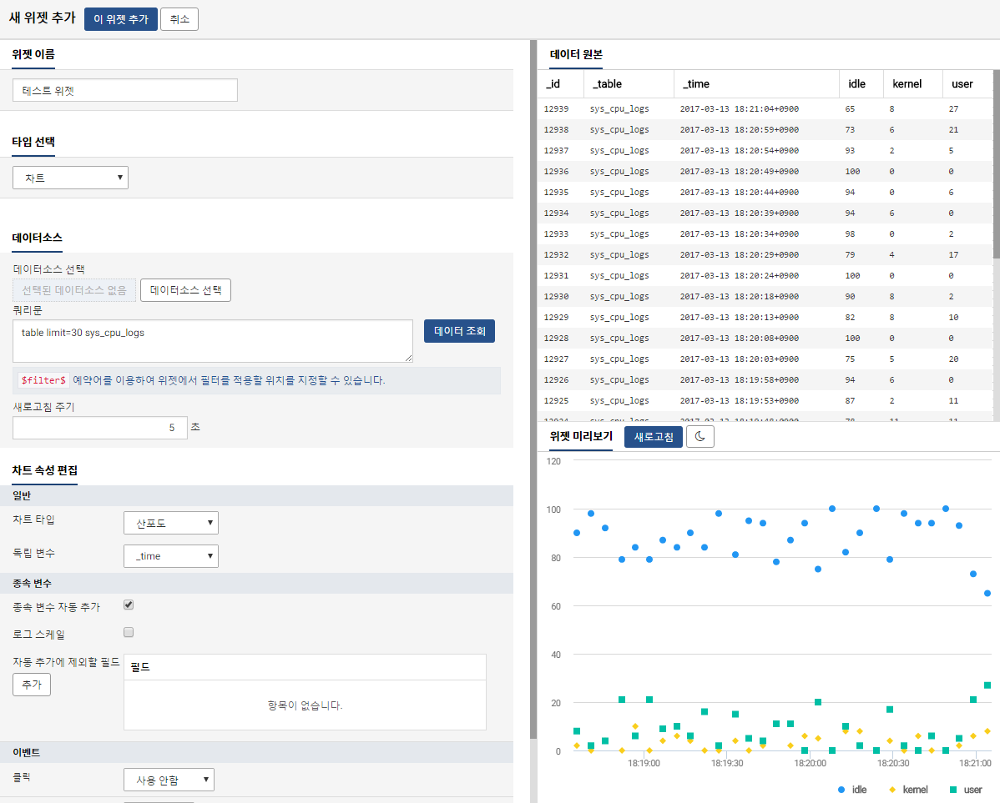 새 위젯 추가 이 위젯 추가 취소
위젯 이름
테스트 위젯
타입 선택
차트
데이터소스
데이터소스 선택
선택된 데이터소스 없음 데이터소스 선택
쿼리문
table limit=30 sys_cpu_logs
데이터 조회
$filter$ 예약어를 이용하여 위젯에서 필터를 적용할 위치를 지정할 수 있습니다.
새로고침 주기
5 초
차트 속성 편집
일반
차트 타입 산포도
독립 변수 _time
종속 변수
종속 변수 자동 추가
로그 스케일
자동 추가에 제외할 필드 필드
추가
항목이 없습니다.
이벤트
클릭 사용 안함
데이터 원본
_id _table _time idle kernel user
12939 sys_cpu_logs 2017-03-13 18:21:04+0900 65 8 27
12938 sys_cpu_logs 2017-03-13 18:20:59+0900 73 6 21
12937 sys_cpu_logs 2017-03-13 18:20:54+0900 93 2 5
12936 sys_cpu_logs 2017-03-13 18:20:49+0900 100 0 0
12935 sys_cpu_logs 2017-03-13 18:20:44+0900 94 0 6
12934 sys_cpu_logs 2017-03-13 18:20:39+0900 94 6 0
12933 sys_cpu_logs 2017-03-13 18:20:34+0900 98 0 2
12932 sys_cpu_logs 2017-03-13 18:20:29+0900 79 4 17
12931 sys_cpu_logs 2017-03-13 18:20:24+0900 100 0 0
12930 sys_cpu_logs 2017-03-13 18:20:18+0900 90 8 2
12929 sys_cpu_logs 2017-03-13 18:20:13+0900 82 8 10
12928 sys_cpu_logs 2017-03-13 18:20:08+0900 100 0 0
12927 sys_cpu_logs 2017-03-13 18:20:03+0900 75 5 20
12926 sys_cpu_logs 2017-03-13 18:19:58+0900 94 6 0
12925 sys_cpu_logs 2017-03-13 18:19:53+0900 87 2 11
12924 sys_cpu_logs 2017-03-13 18:19:48+0900 78 11 11
위젯 미리보기 새로고침
120
100
80
60
40
20
0
18:19:00 18:19:30 18:20:00 18:20:30 18:21:00
idle kernel user